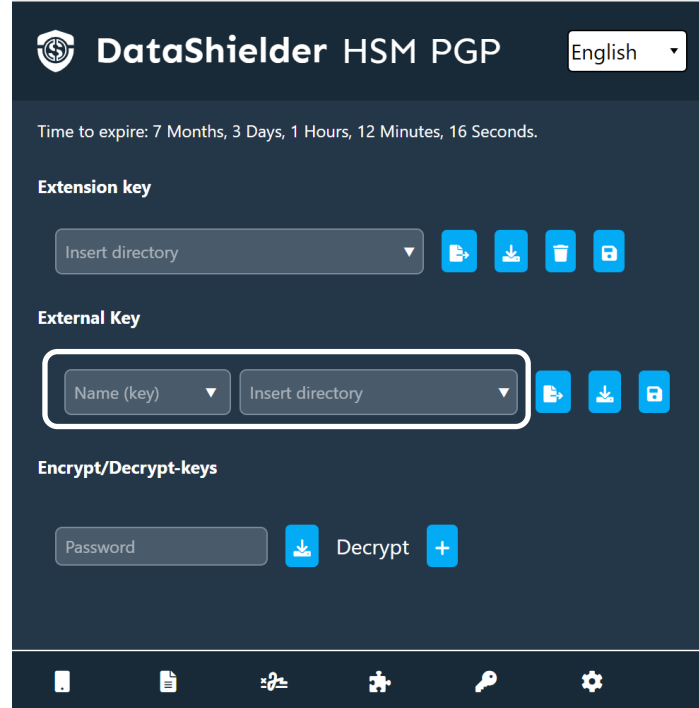 DataShielder HSM PGP
English
Time to expire: 7 Months, 3 Days, 1 Hours, 12 Minutes, 16 Seconds.
Extension key
Insert directory
External Key
Name (key) Insert directory
Encrypt/Decrypt-keys
Password Decrypt